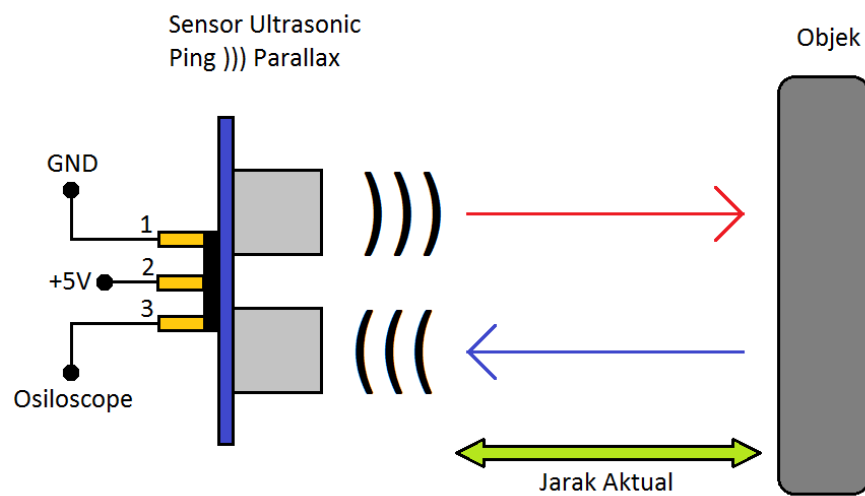 Sensor Ultrasonic
Ping ))) Parallax
Objek
GND
1
+5V
2
3
Osiloscope
Jarak Aktual